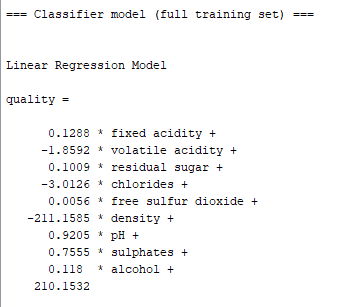 === Classifier model (full training set) ===
Linear Regression Model
quality =
0.1288 * fixed acidity +
-1.8592 * volatile acidity +
0.1009 * residual sugar +
-3.0126 * chlorides +
0.0056 * free sulfur dioxide +
-211.1585 * density +
0.9205 * pH +
0.7555 * sulphates +
0.118 * alcohol +
210.1532